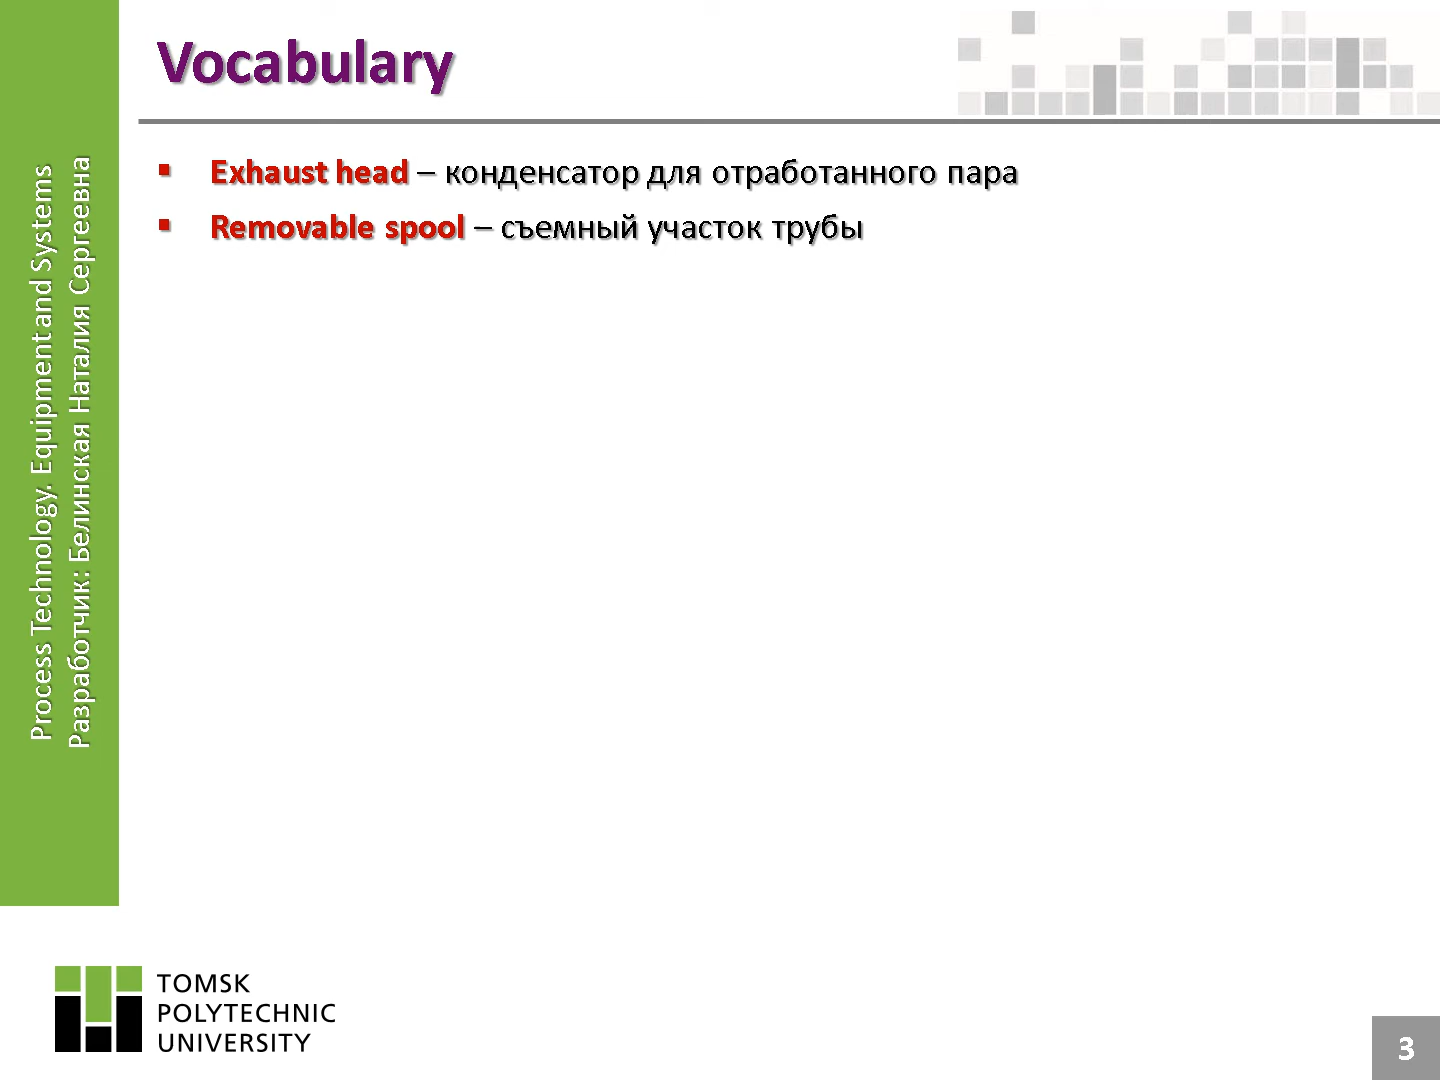 Vocabulary
▪ Exhaust head – конденсатор для отработанного пара
▪ Removable spool – съемный участок трубы
Process Technology. Equipment and Systems
Разработчик: Белинская Наталия Сергеевна
TOMSK
POLYTECHNIC
UNIVERSITY
3